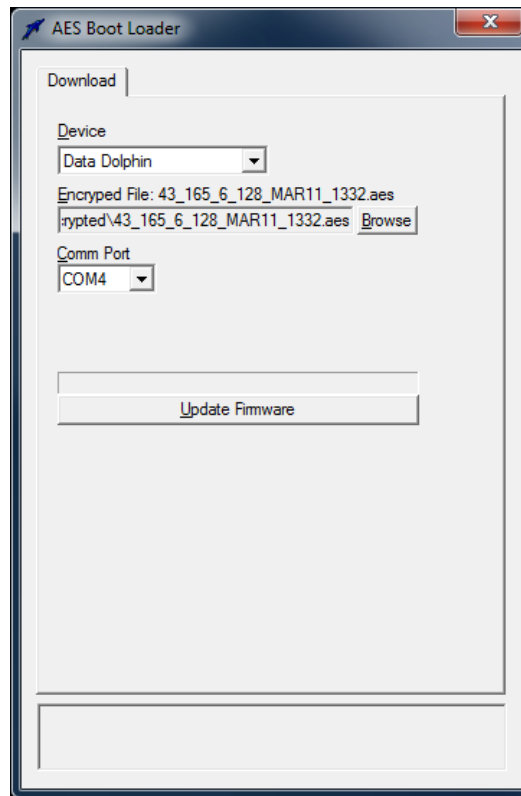 AES Boot Loader
Download
Device
Data Dolphin
Encryped File: 43_165_6_128_MAR11_1332.aes
:rypted\43_165_6_128_MAR11_1332.aes Browse
Comm Port
COM4
Update Firmware